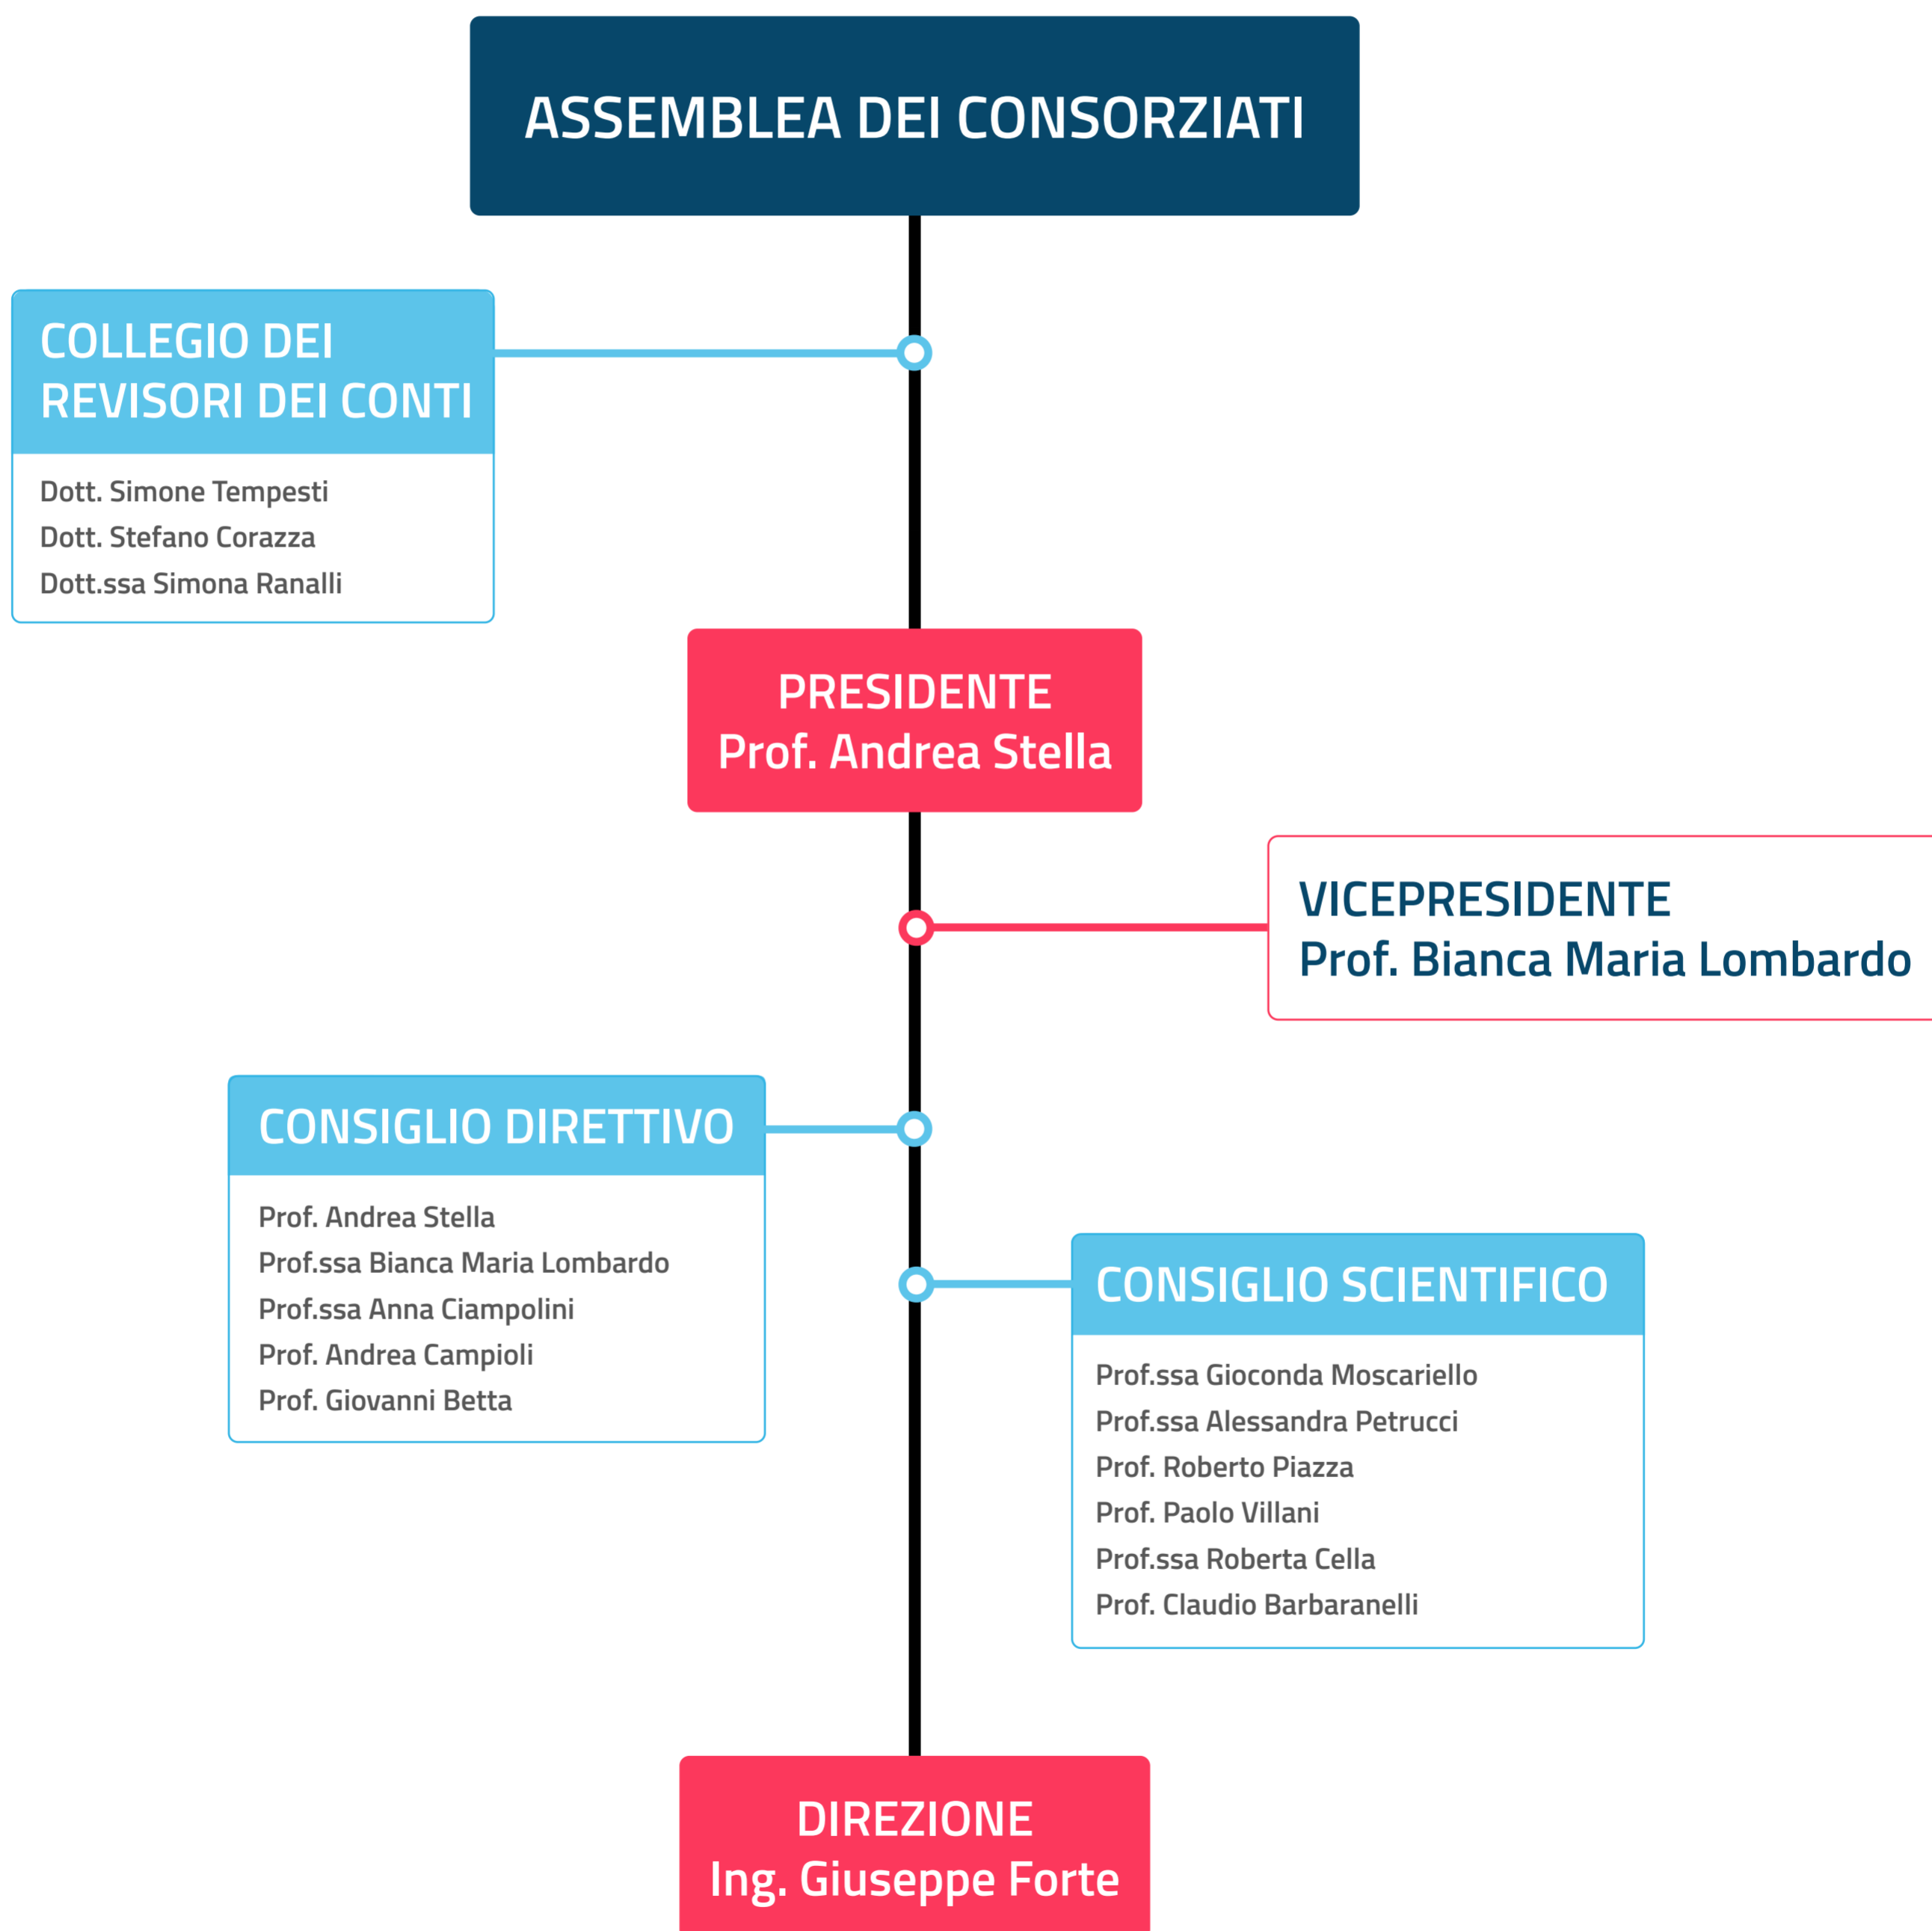 ASSEMBLEA DEI CONSORZIATI
COLLEGIO DEI
REVISORI DEI CONTI
Dott. Simone Tempesti
Dott. Stefano Corazza
Dott.ssa Simona Ranalli
PRESIDENTE
Prof. Andrea Stella
VICEPRESIDENTE
Prof. Bianca Maria Lombardo
CONSIGLIO DIRETTIVO
Prof. Andrea Stella
Prof.ssa Bianca Maria Lombardo
Prof.ssa Anna Ciampolini
Prof. Andrea Campioli
Prof. Giovanni Betta
CONSIGLIO SCIENTIFICO
Prof.ssa Gioconda Moscariello
Prof.ssa Alessandra Petrucci
Prof. Roberto Piazza
Prof. Paolo Villani
Prof.ssa Roberta Cella
Prof. Claudio Barbaranelli
DIREZIONE
Ing. Giuseppe Forte